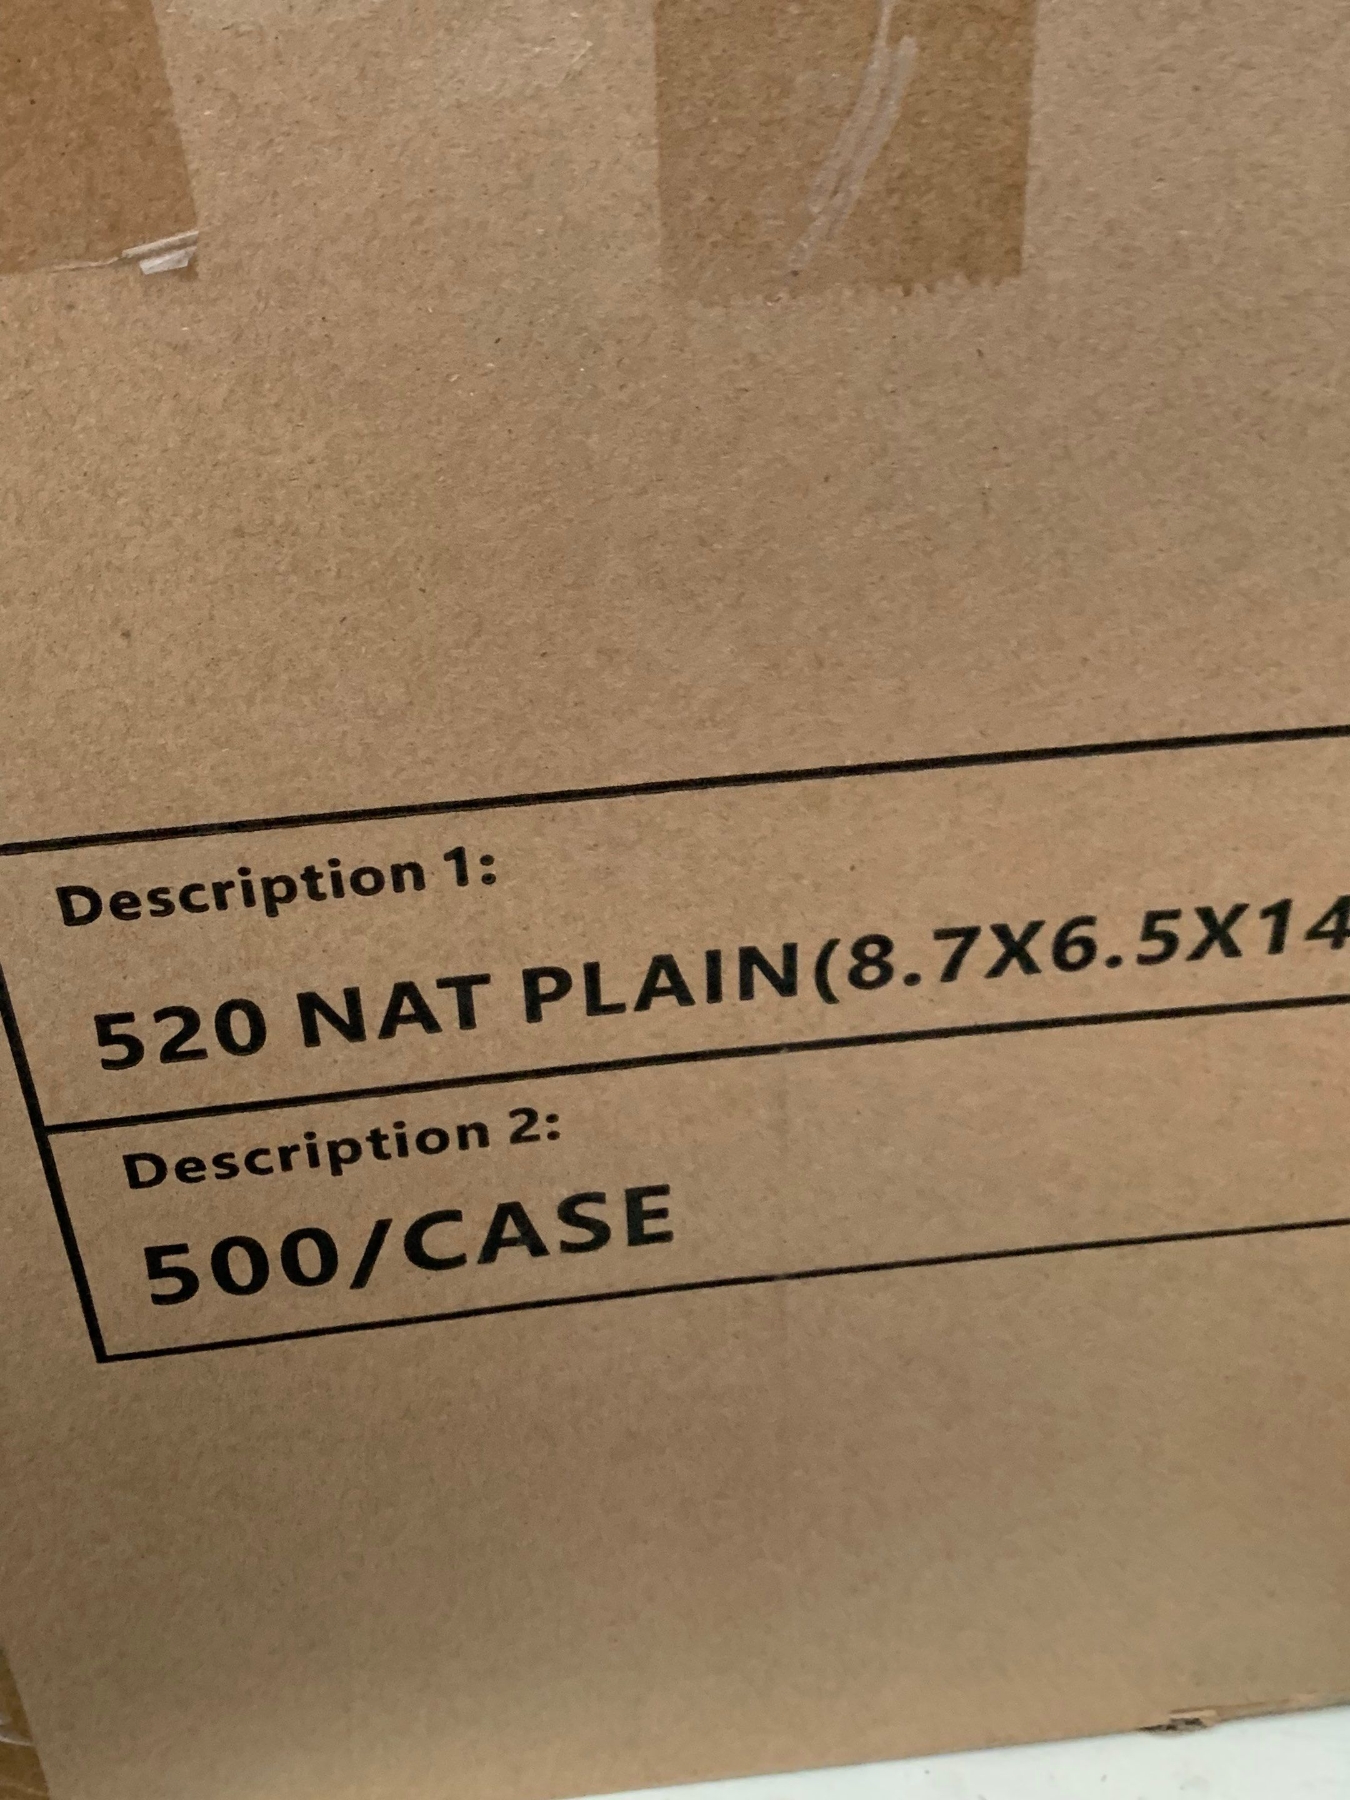 Description 1:
520 NAT PLAIN(8.7X6.5X14
Description 2:
500/CASE